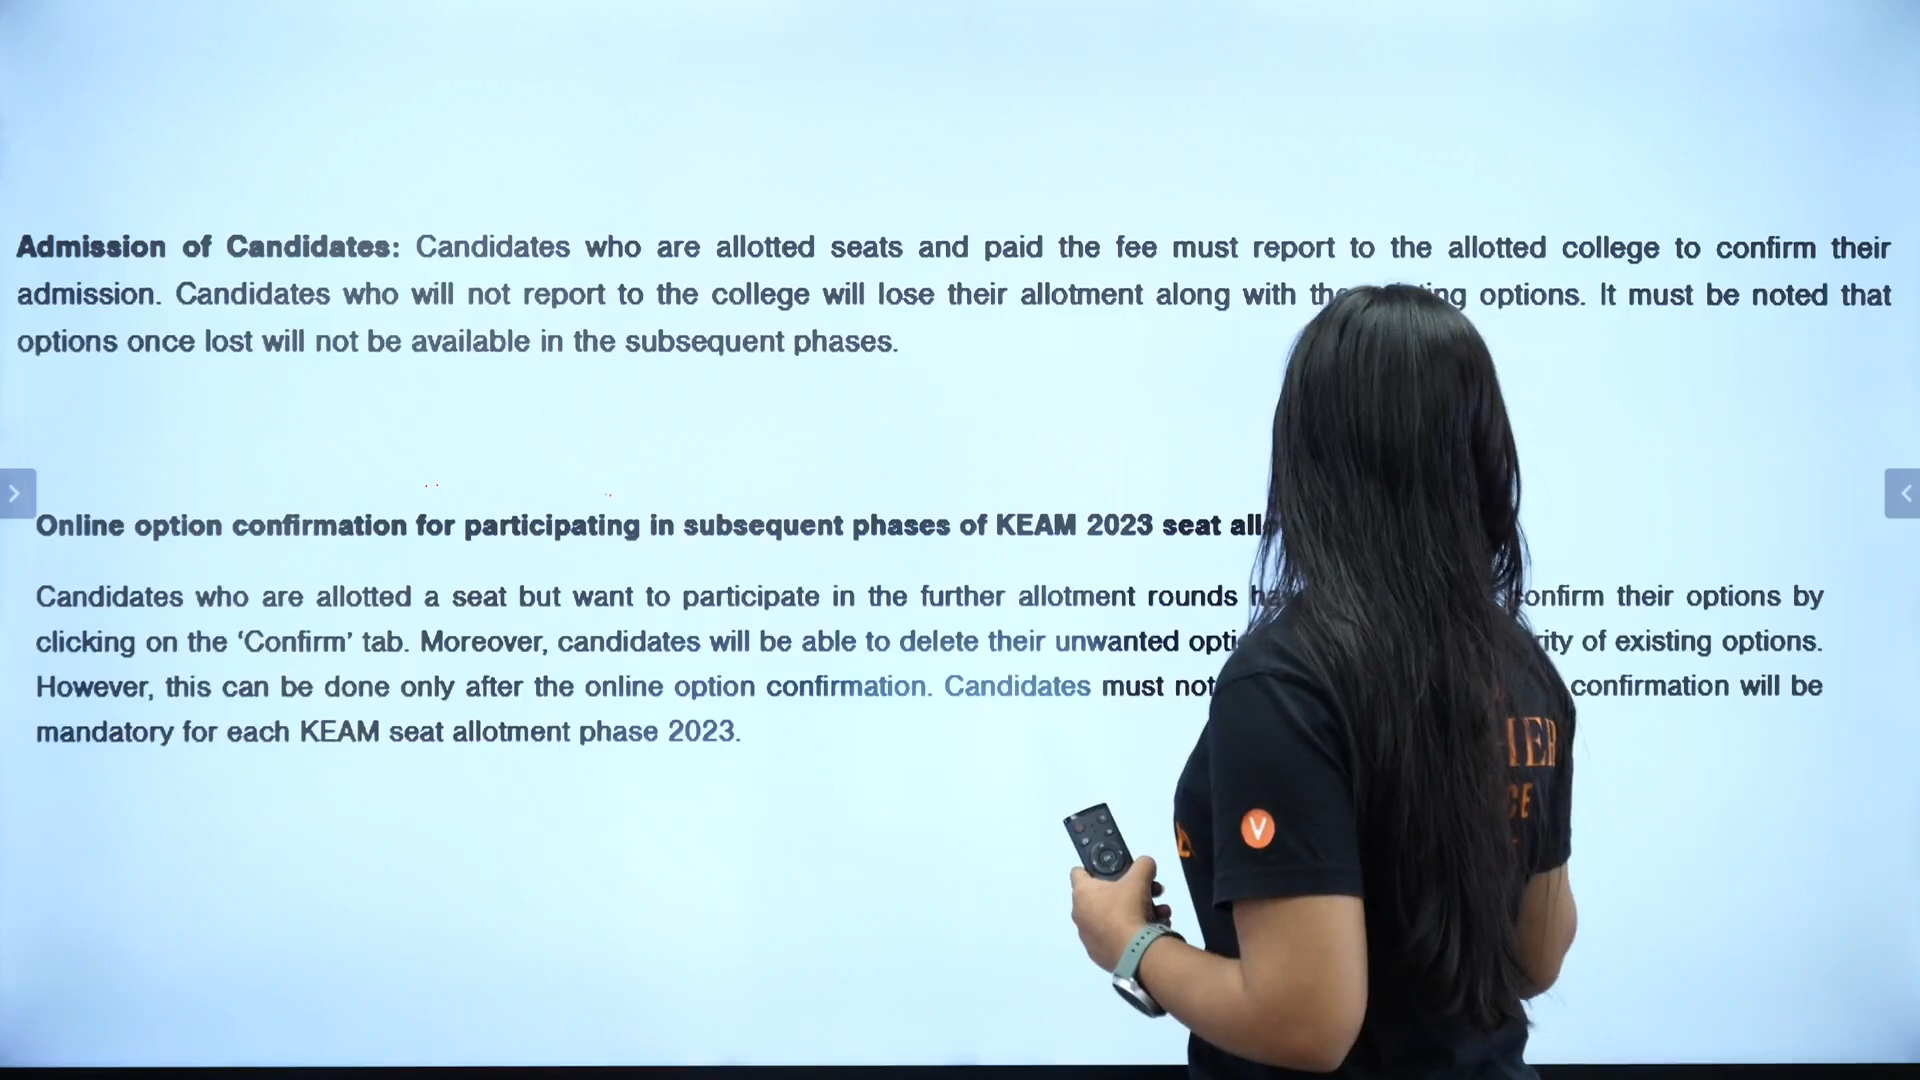 Admission of Candidates: Candidates who are allotted seats and paid the fee must report to the allotted college to confirm their
admission. Candidates who will not report to the college will lose their allotment along with options. It must be noted that
options once lost will not be available in the subsequent phases.
Online option confirmation for participating in subsequent phases of KEAM 2023 seat
Candidates who are allotted a seat but want to participate in the further allotment rounds their options by
clicking on the ‘Confirm’ tab. Moreover, candidates will be able to delete their unwanted of existing options.
However, this can be done only after the online option confirmation. Candidates must confirmation will be
mandatory for each KEAM seat allotment phase 2023.
V